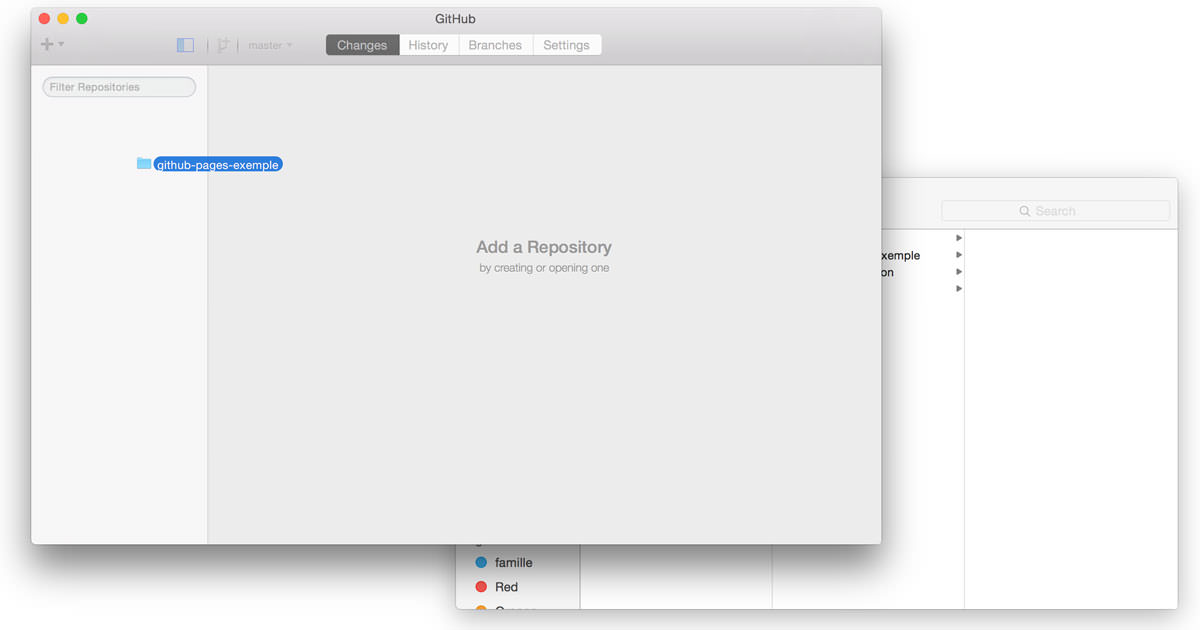 GitHub
master
Changes
History
Branches
Settings
Filter Repositories
github-pages-exemple
Add a Repository
by creating or opening one
Search
xemple
on
famille
Red